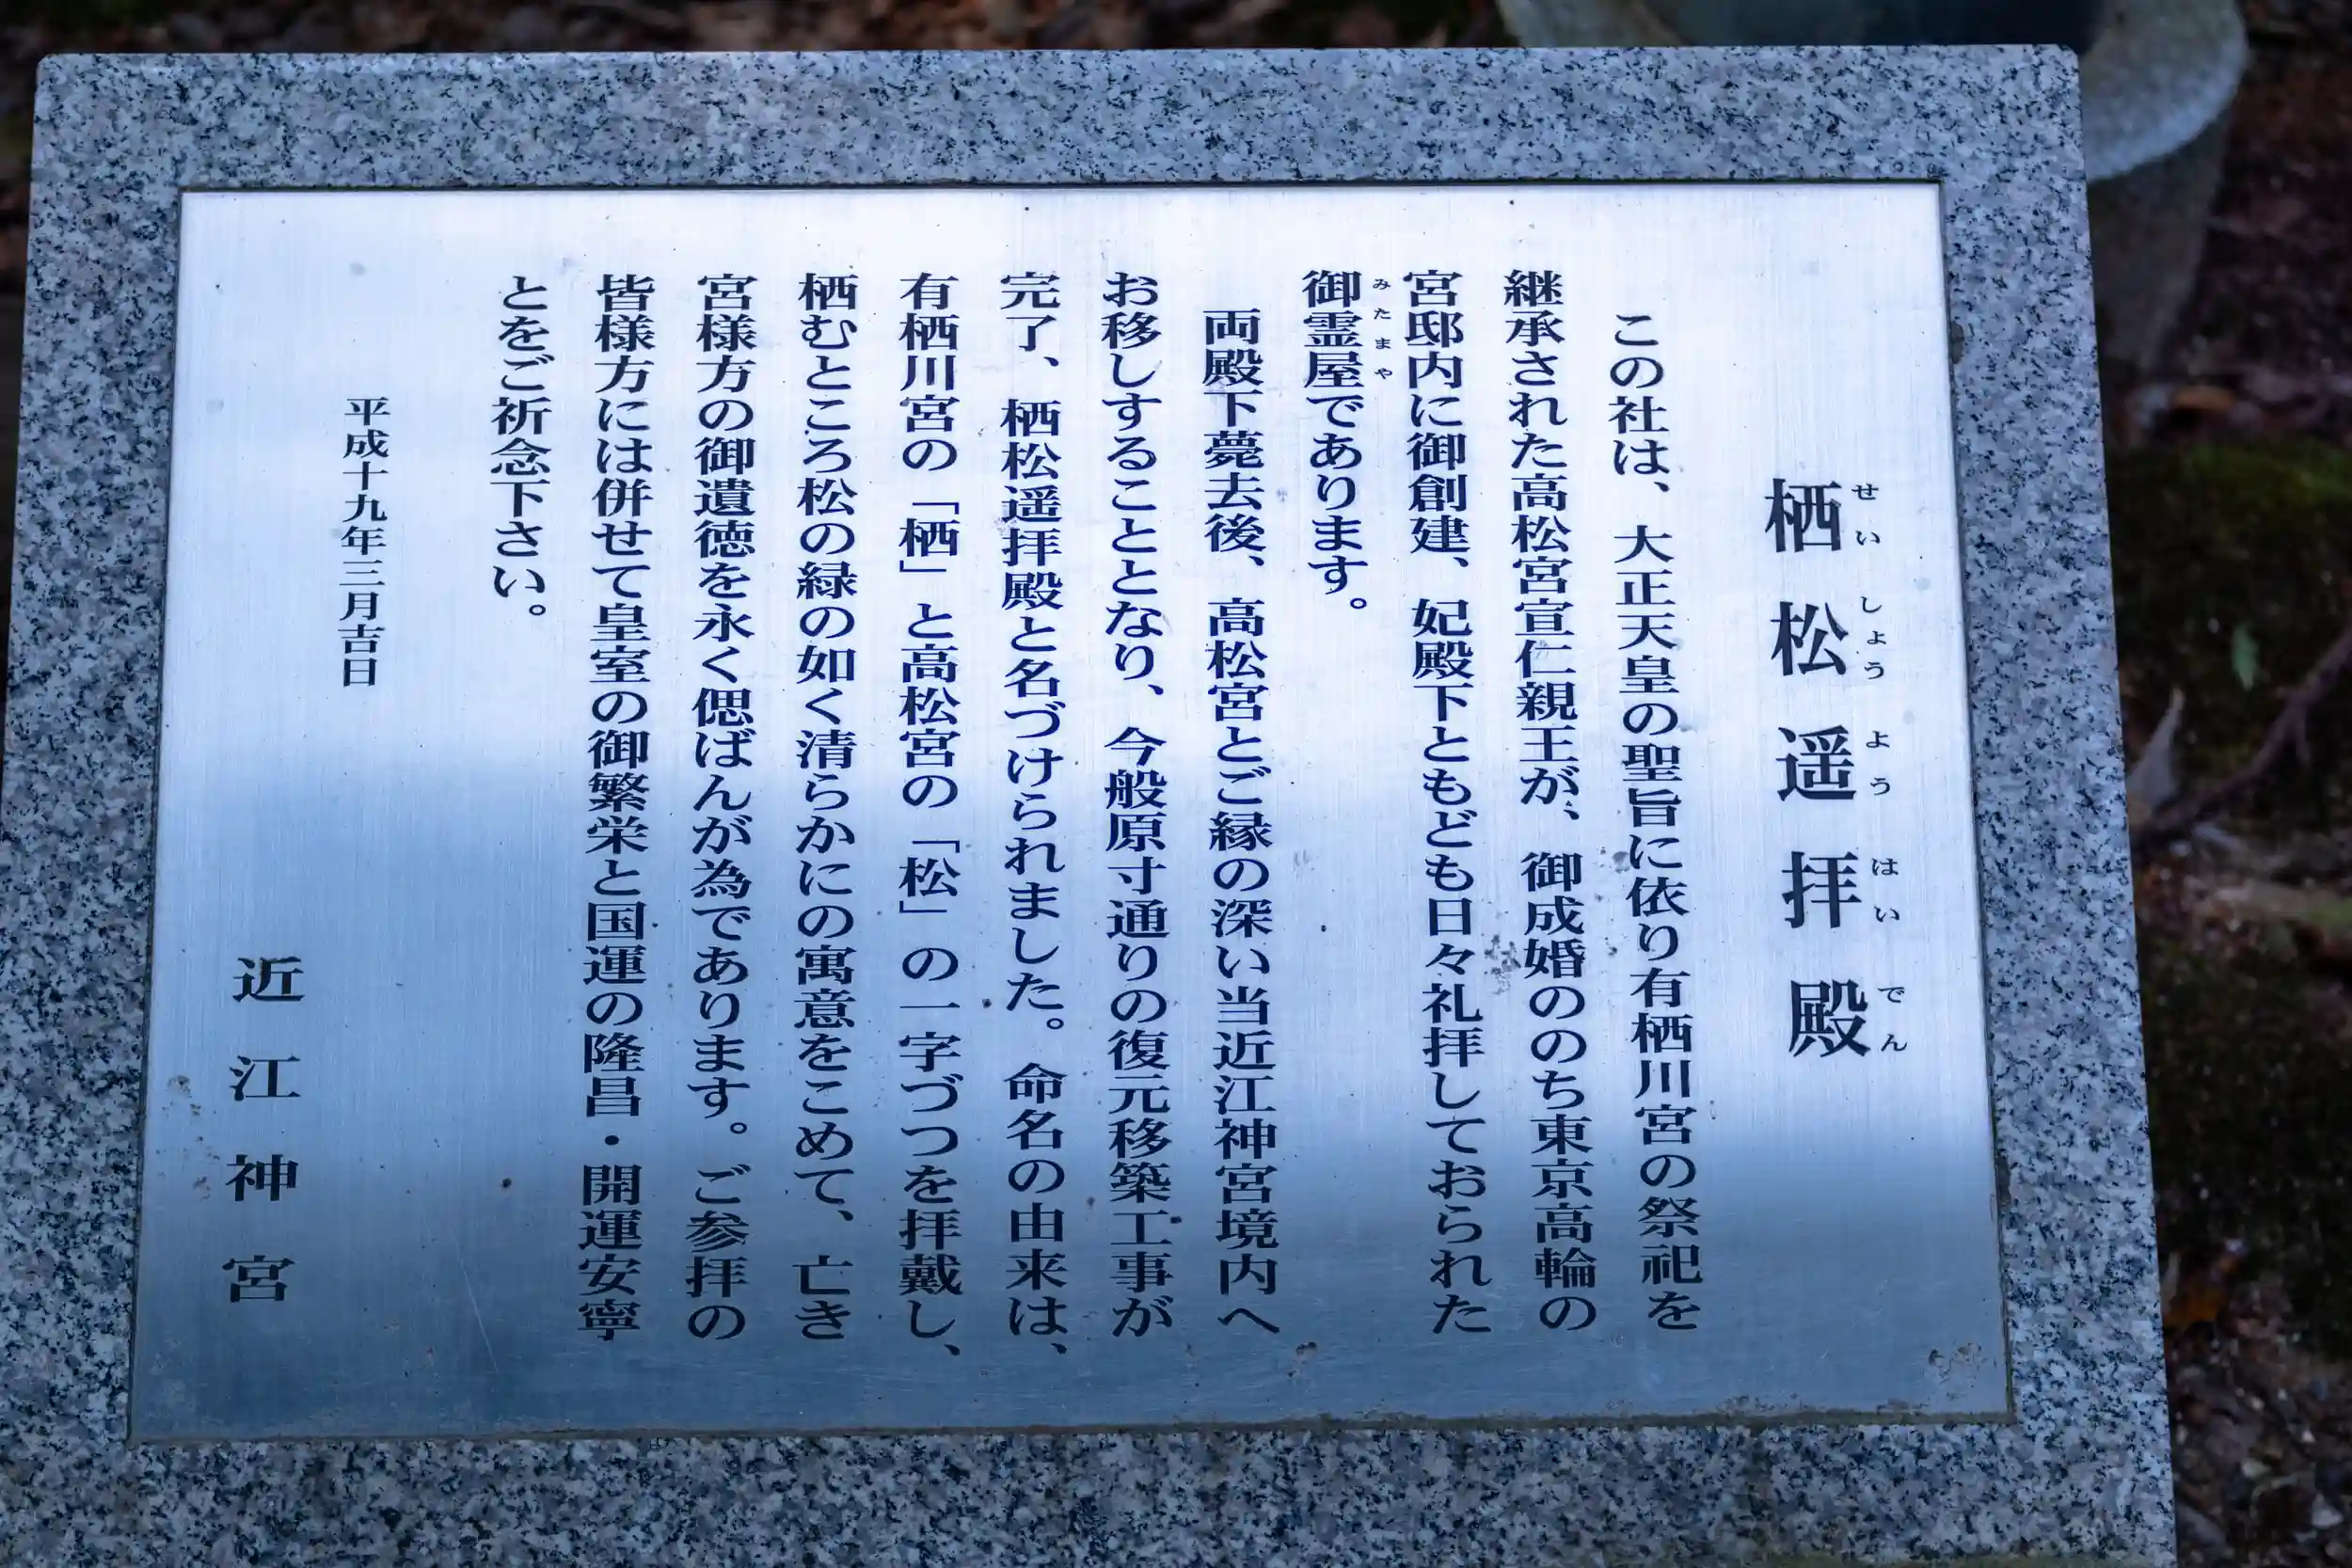 栖松遥拝殿
せいしょうようはいでん
この社は、大正天皇の聖旨に依り有栖川宮の祭祀を
継承された高松宮宣仁親王が、御成婚ののち東京高輪の
宮邸内に御創建、妃殿下ともども日々礼拝しておられた
御霊屋であります。
みたまや
両殿下薨去後、高松宮とご縁の深い当近江神宮境内へ
お移しすることとなり、今般原寸通りの復元移築工事が
完了、栖松遥拝殿と名づけられました。命名の由来は、
有栖川宮の「栖」と高松宮の「松」の一字づつを拝戴し、
栖むところ松の緑の如く清らかにの寓意をこめて、亡き
宮様方の御遺徳を永く偲ばんが為であります。ご参拝の
皆様方には併せて皇室の御繁栄と国運の隆昌・開運安寧
とをご祈念下さい。
平成十九年三月吉日
近江神宮